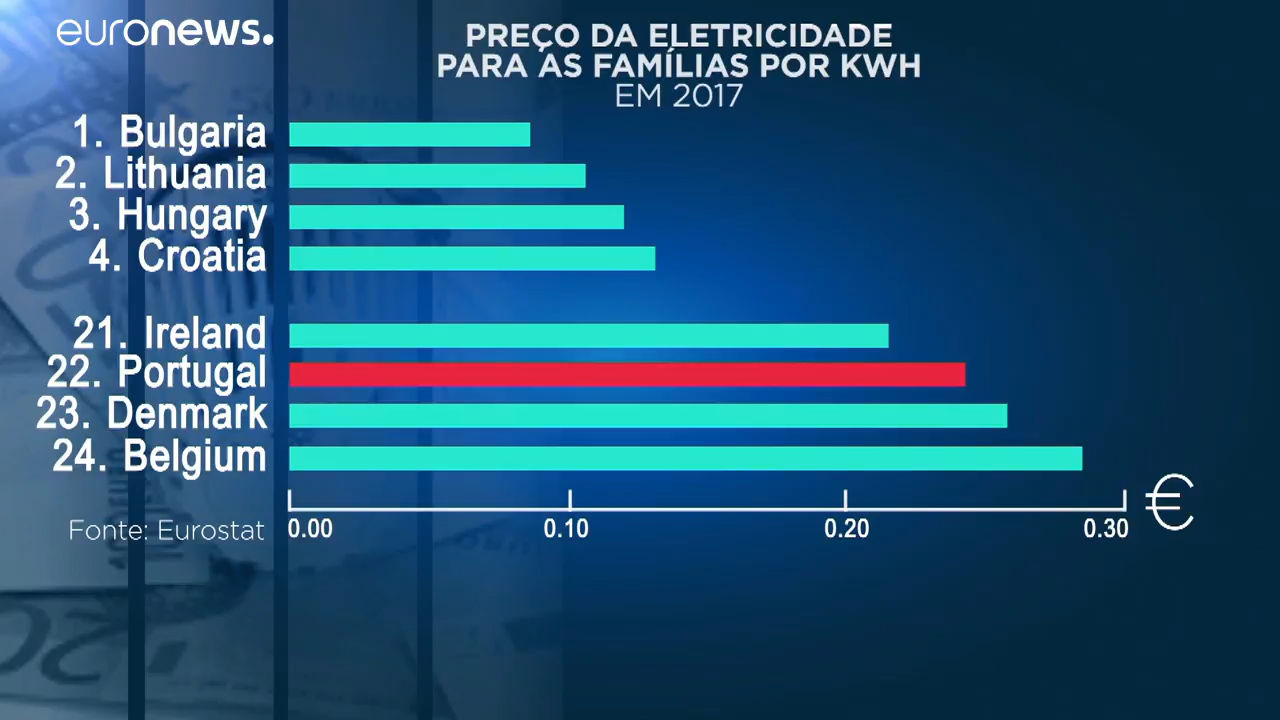 euronews.
PREÇO DA ELETRICIDADE
PARA AS FAMÍLIAS POR KWH
EM 2017
1. Bulgaria
2. Lithuania
3. Hungary
4. Croatia
21. Ireland
22. Portugal
23. Denmark
24. Belgium
0.00 0.10 0.20 0.30 €
Fonte: Eurostat